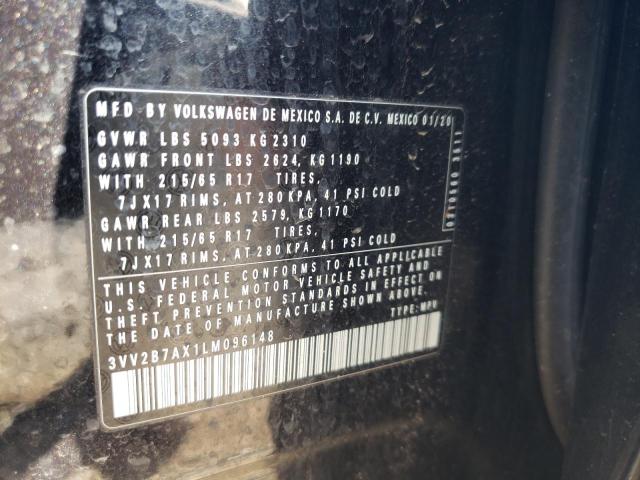 MFD. BY VOLKSWAGEN DE MEXICO S.A. DE C.V. MEXICO 01/20
GVWR LBS 5093 KG 2310
GAWR FRONT LBS 2624, KG 1190
WITH 215/65 R17 TIRES,
7JX17 RIMS, AT 280 KPA, 41 PSI COLD
GAWR REAR LBS 2579, KG 1170
WITH 215/65 R17 TIRES,
7JX17 RIMS, AT 280 KPA, 41 PSI COLD
THIS VEHICLE CONFORMS TO ALL APPLICABLE
U.S. FEDERAL MOTOR VEHICLE SAFETY AND
THEFT PREVENTION STANDARDS IN EFFECT ON
THE DATE OF MANUFACTURE SHOWN ABOVE.
TYPE: MPV
3VV2B7AX1LM096148